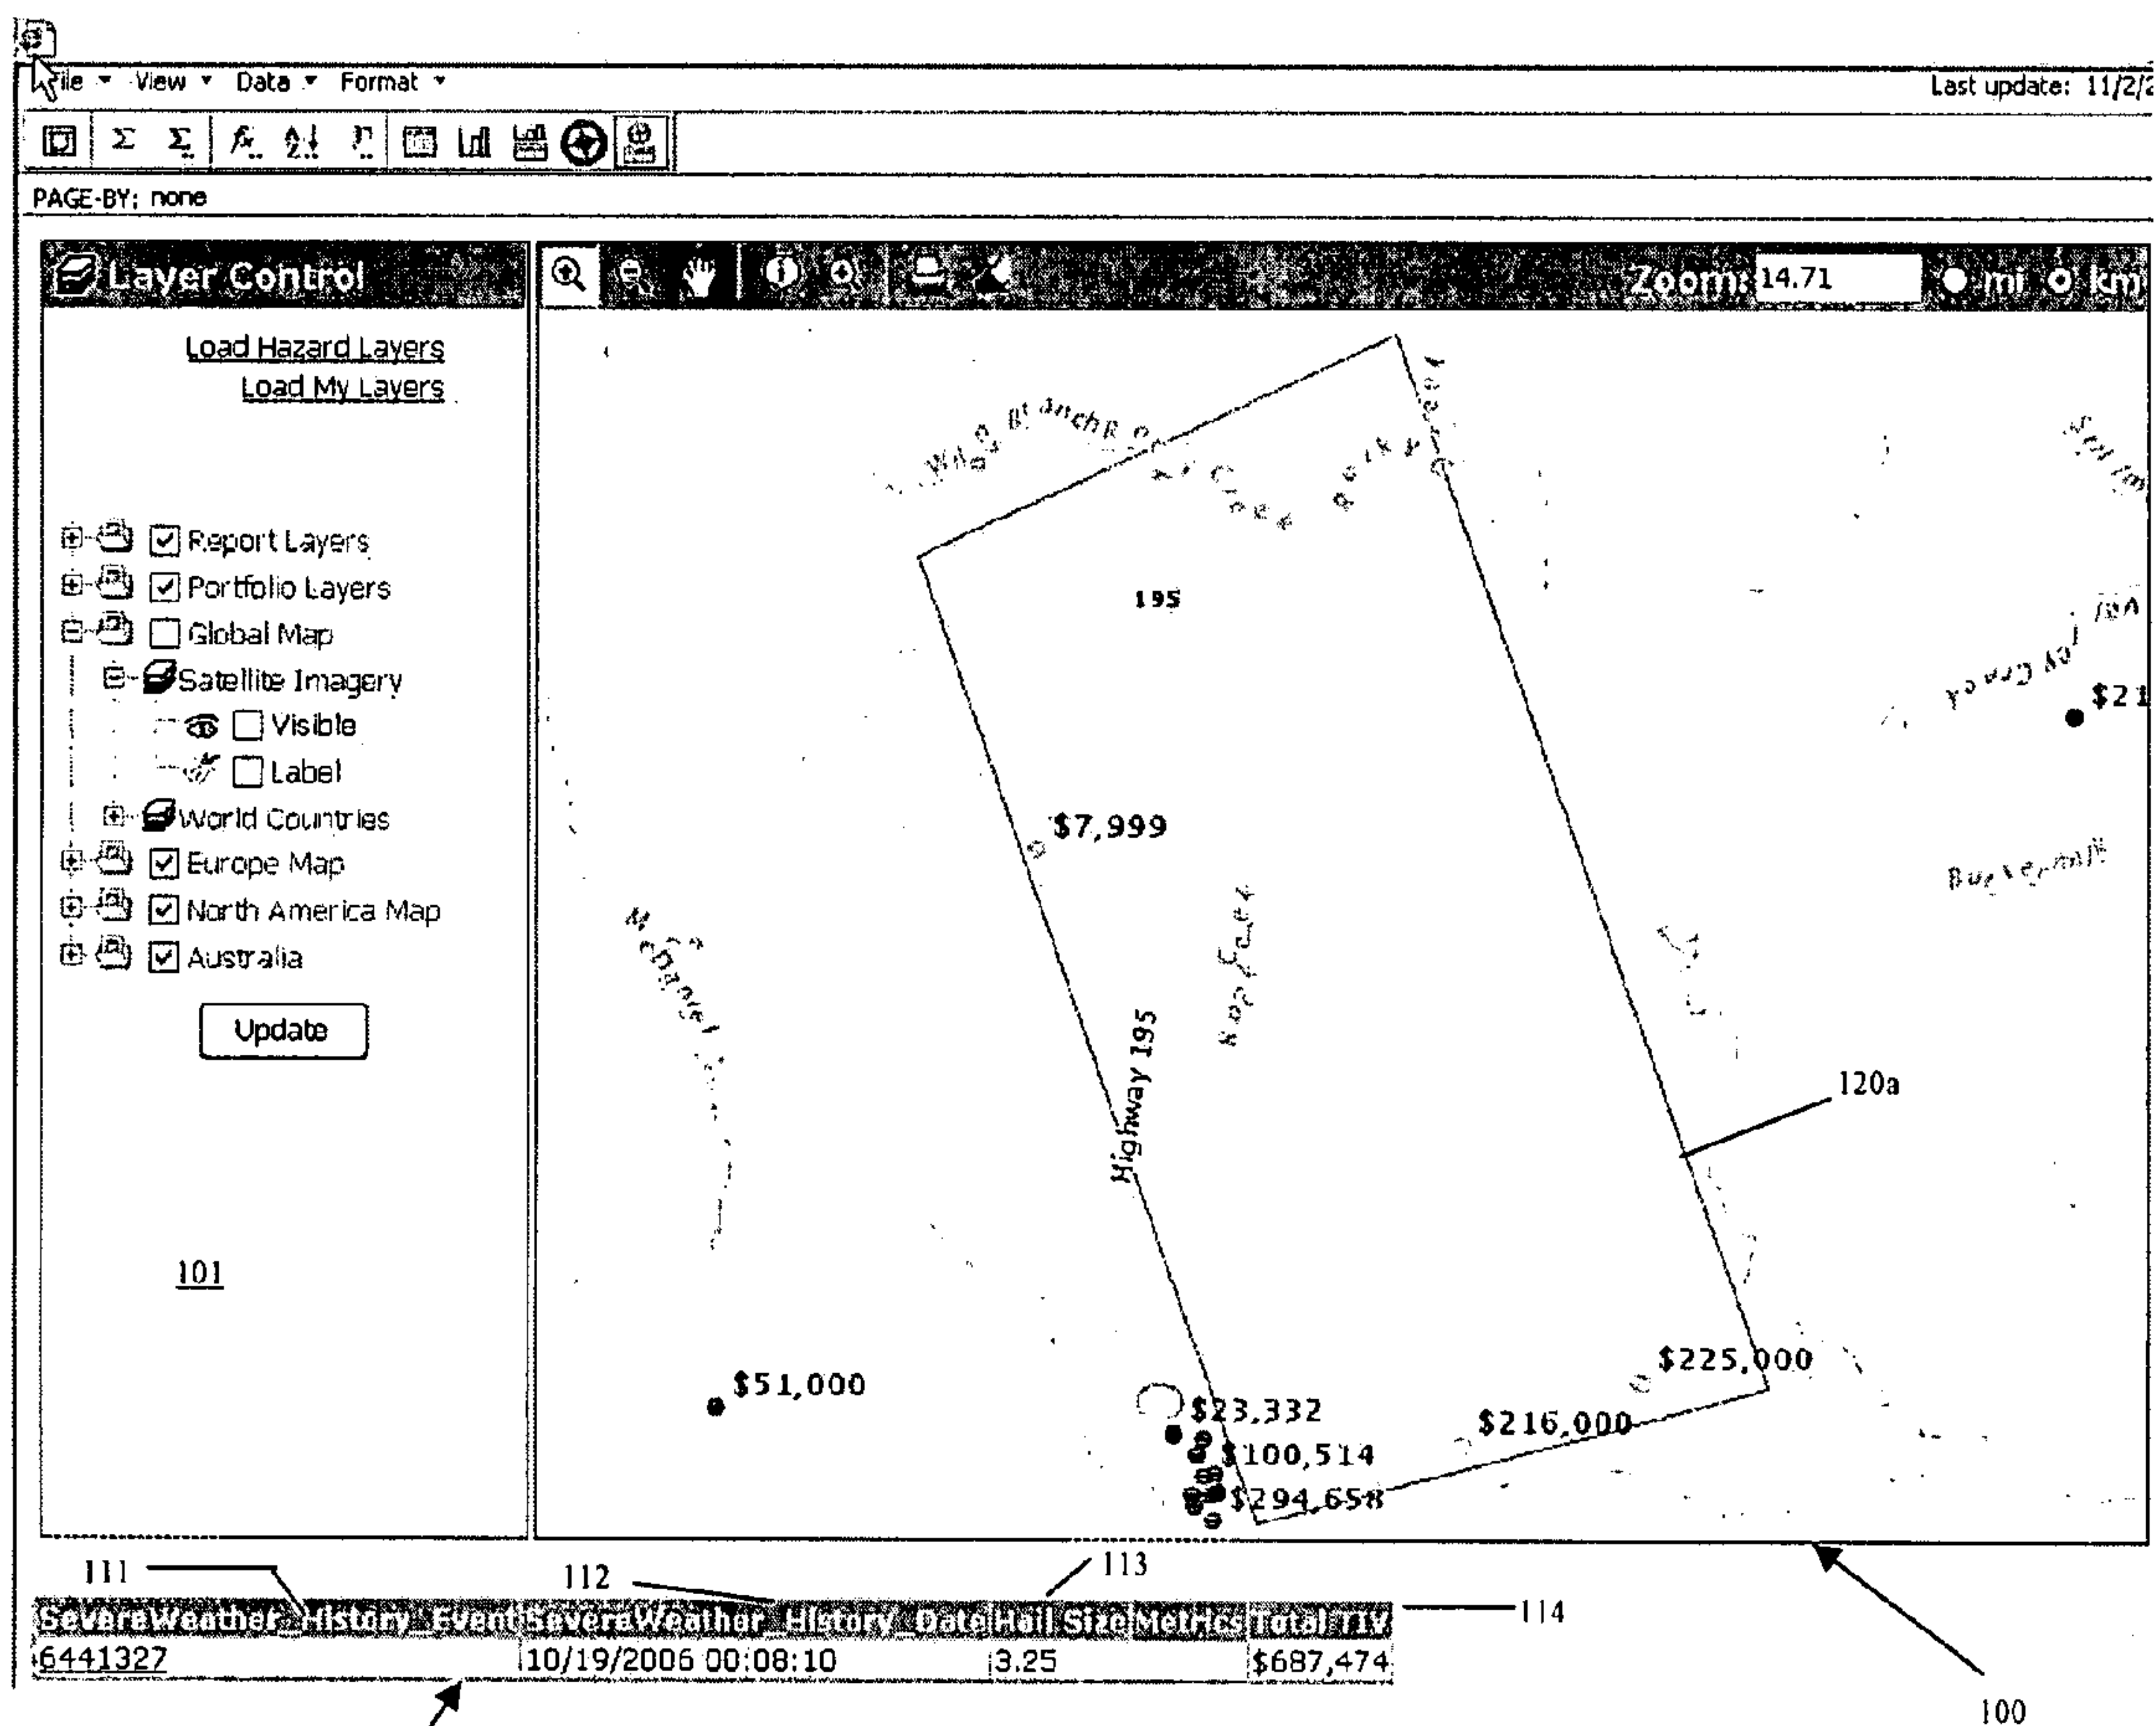 File View Data Format
Last update: 11/2/2
PAGE-BY: none
Layer Control
Zoom: 14.71 mi km
Load Hazard Layers
Load My Layers
Report Layers
Portfolio Layers
Global Map
Satellite Imagery
Visible
Label
World Countries
Europe Map
North America Map
Australia
Update
101
Creek
195
$21
$7,999
Highway 195
120a
$225,000
$51,000
$23,332
$216,000
$100,514
$294,658
111
112
113
114
SevereWeather_History_Event SevereWeather_History_Date Hail Size Metrics Total TIV
6441327 10/19/2006 00:08:10 3.25 $687,474
100